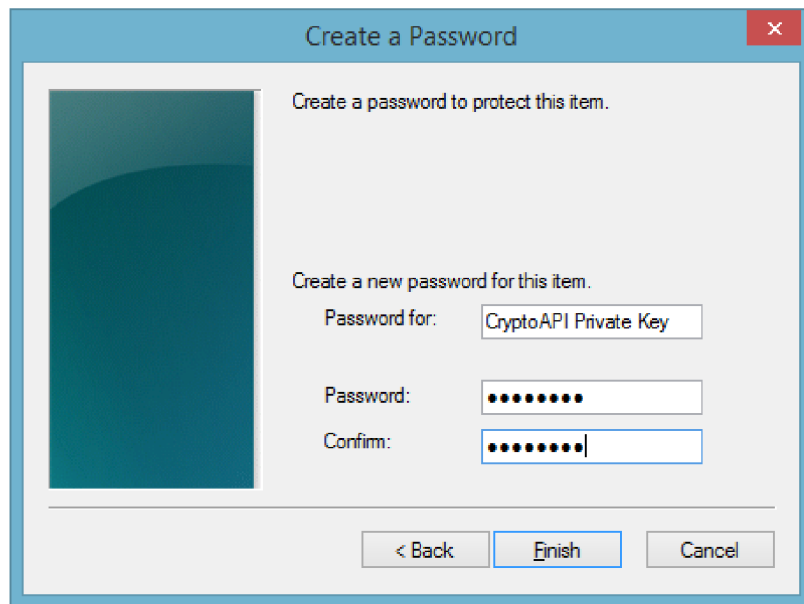 Create a Password
Create a password to protect this item.
Create a new password for this item.
Password for: CryptoAPI Private Key
Password: ●●●●●●●●
Confirm: ●●●●●●●●
< Back Finish Cancel